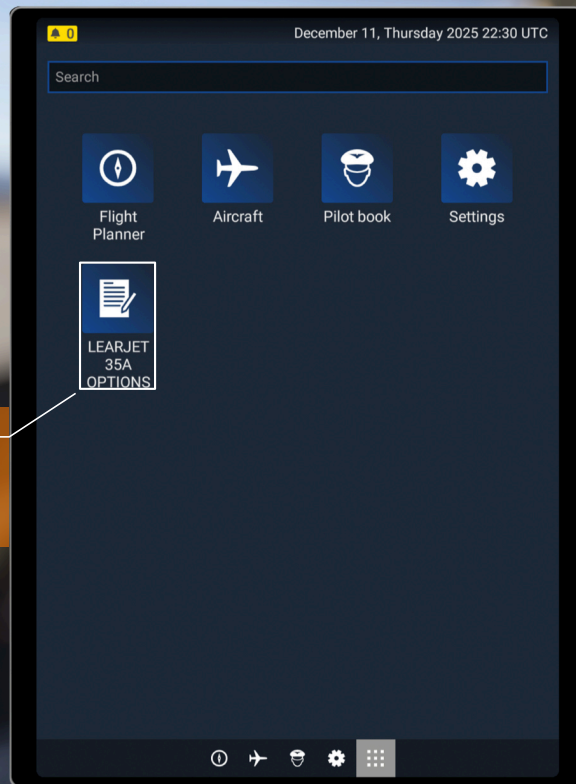 0
December 11, Thursday 2025 22:30 UTC
Search
Flight
Planner
Aircraft
Pilot book
Settings
LEARJET
35A
OPTIONS